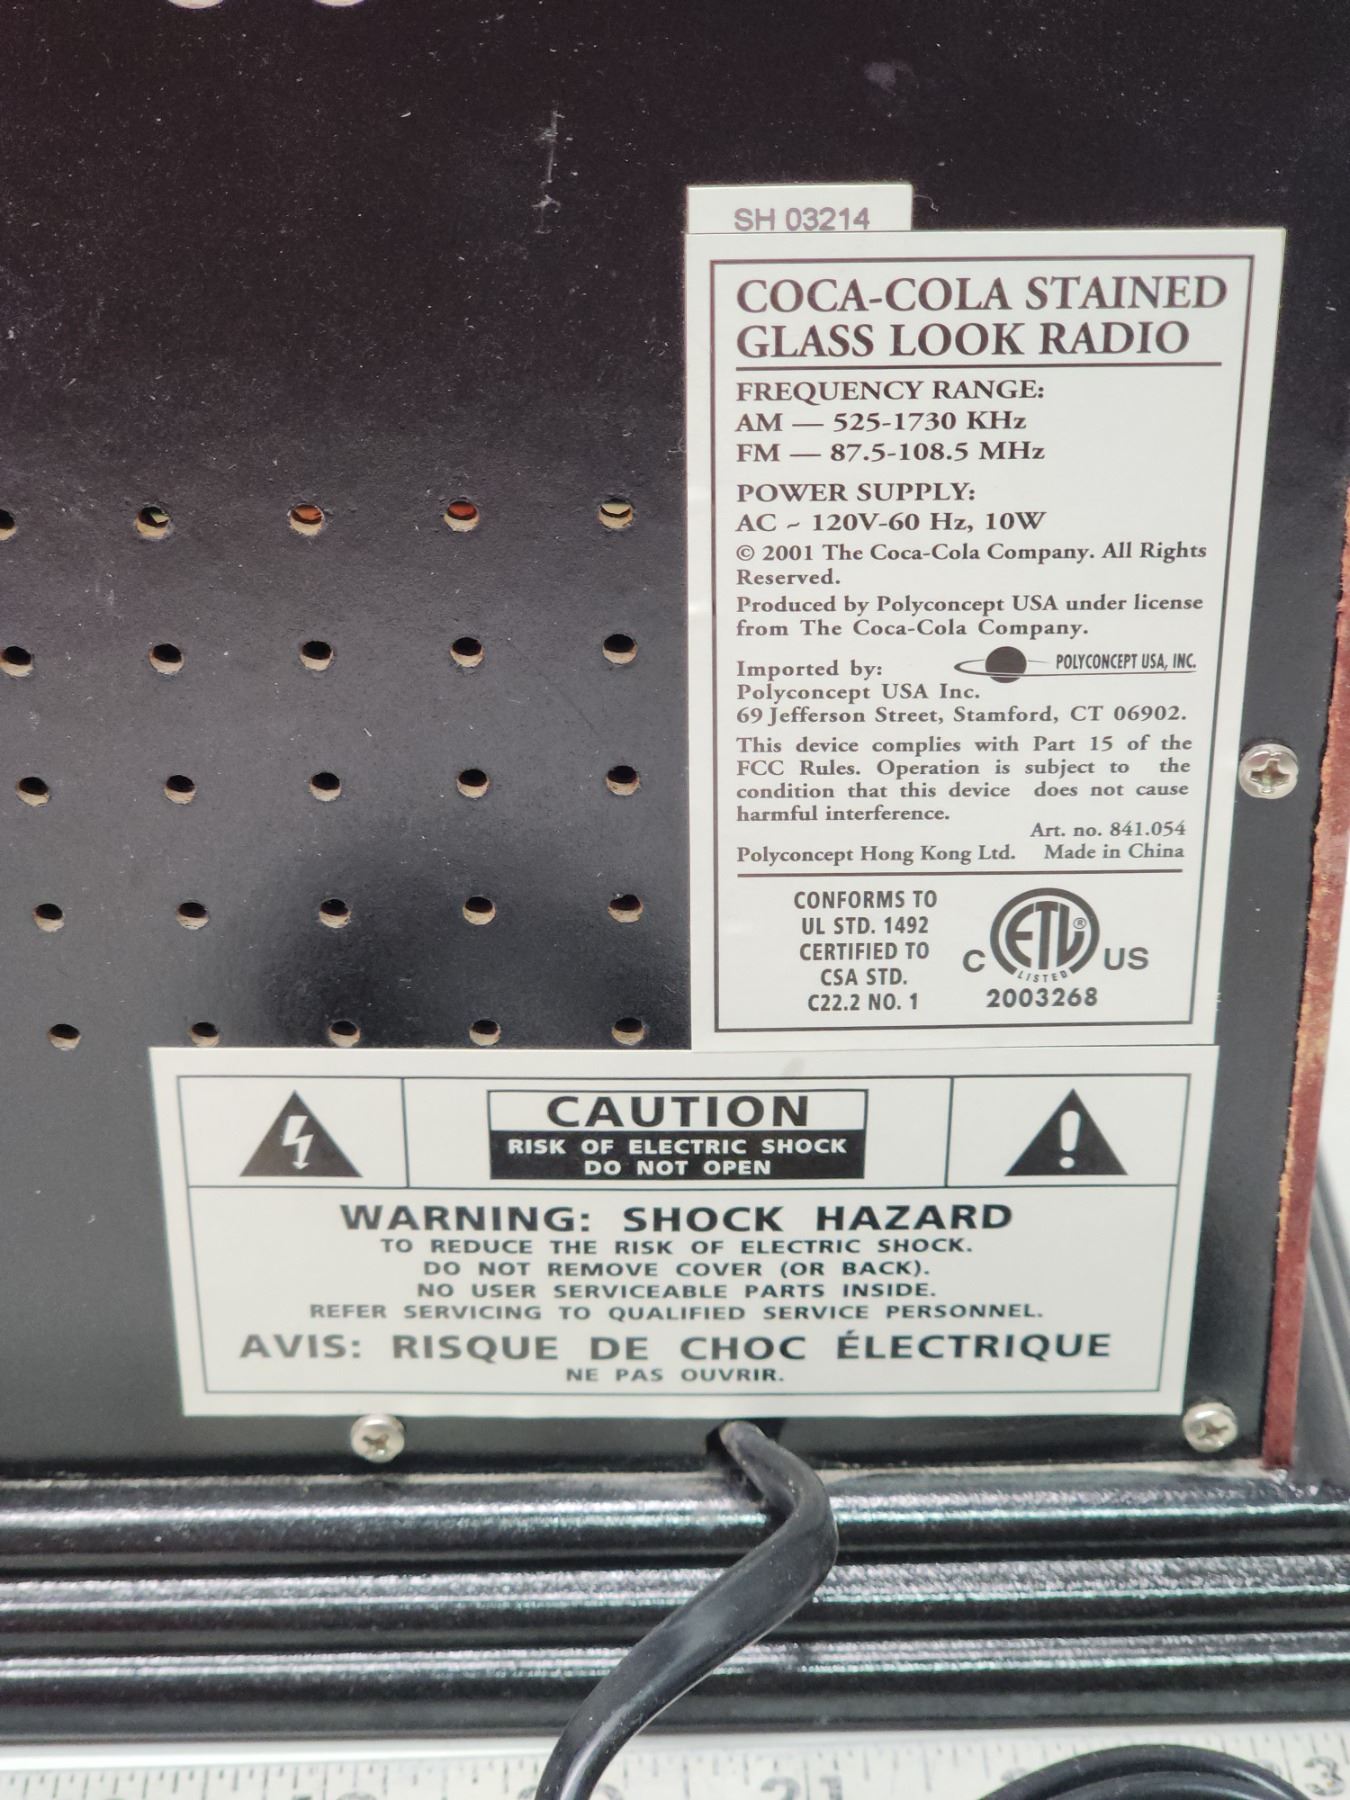 SH 03214
COCA-COLA STAINED
GLASS LOOK RADIO
FREQUENCY RANGE:
AM — 525-1730 KHz
FM — 87.5-108.5 MHz
POWER SUPPLY:
AC ~ 120V-60 Hz, 10W
© 2001 The Coca-Cola Company. All Rights
Reserved.
Produced by Polyconcept USA under license
from The Coca-Cola Company.
Imported by:
POLYCONCEPT USA, INC.
Polyconcept USA Inc.
69 Jefferson Street, Stamford, CT 06902.
This device complies with Part 15 of the
FCC Rules. Operation is subject to the
condition that this device does not cause
harmful interference.
Art. no. 841.054
Polyconcept Hong Kong Ltd. Made in China
CONFORMS TO
UL STD. 1492
CERTIFIED TO
CSA STD.
C22.2 NO. 1
C ETL ® US
LISTED
2003268
CAUTION
RISK OF ELECTRIC SHOCK
DO NOT OPEN
WARNING: SHOCK HAZARD
TO REDUCE THE RISK OF ELECTRIC SHOCK.
DO NOT REMOVE COVER (OR BACK).
NO USER SERVICEABLE PARTS INSIDE.
REFER SERVICING TO QUALIFIED SERVICE PERSONNEL.
AVIS: RISQUE DE CHOC ÉLECTRIQUE
NE PAS OUVRIR.
21